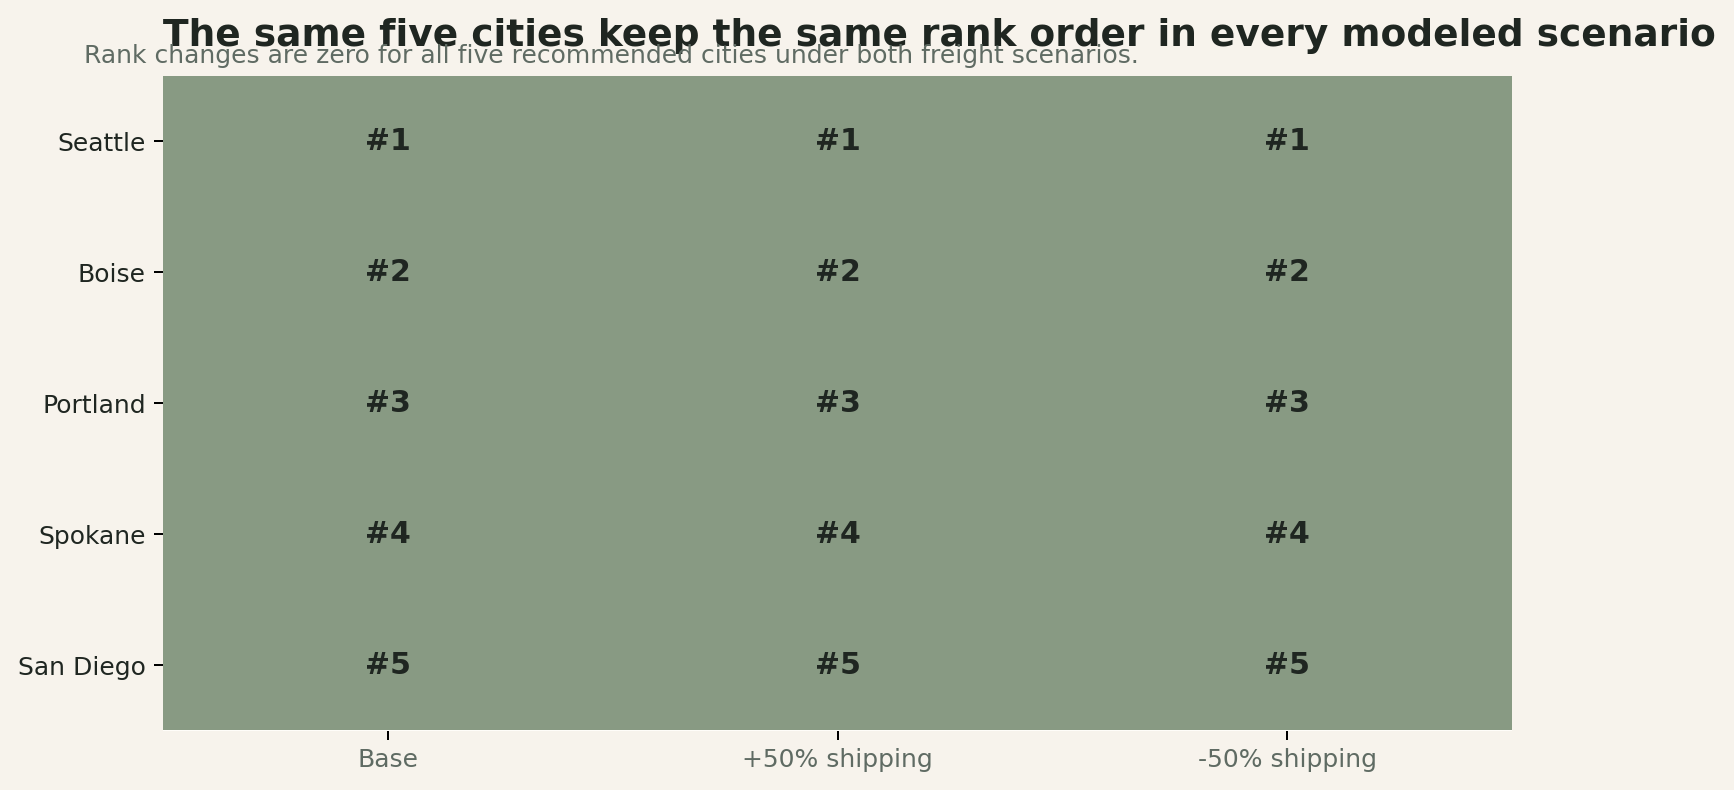 The same five cities keep the same rank order in every modeled scenario
Rank changes are zero for all five recommended cities under both freight scenarios.
Seattle #1 #1 #1
Boise #2 #2 #2
Portland #3 #3 #3
Spokane #4 #4 #4
San Diego #5 #5 #5
Base +50% shipping -50% shipping